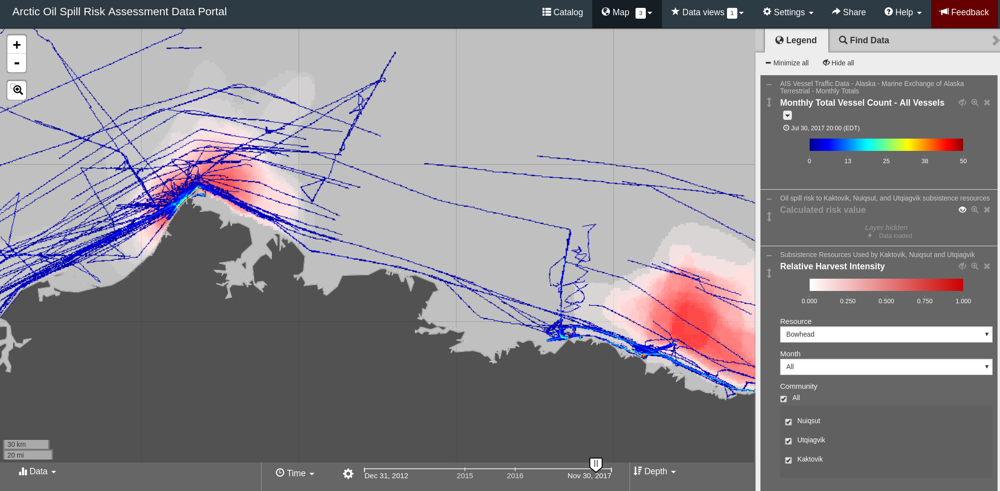 Arctic Oil Spill Risk Assessment Data Portal
Catalog
Map 3
Data views 1
Settings
Share
Help
Feedback
+
-
Legend
Find Data
Minimize all
Hide all
AIS Vessel Traffic Data - Alaska - Marine Exchange of Alaska
Terrestrial - Monthly Totals
Monthly Total Vessel Count - All Vessels
Jul 30, 2017 20:00 (EDT)
0 13 25 38 50
Oil spill risk to Kaktovik, Nuiqsut, and Utqiagvik subsistence resources
Calculated risk value
Layer hidden
Data loaded
Subsistence Resources Used by Kaktovik, Nuiqsut and Utqiaġvik
Relative Harvest Intensity
0.000 0.250 0.500 0.750 1.000
Resource
Bowhead
Month
All
Community
All
Nuiqsut
Utqiagvik
Kaktovik
30 km
20 mi
Data
Time
Dec 31, 2012
2015
2016
Nov 30, 2017
Depth